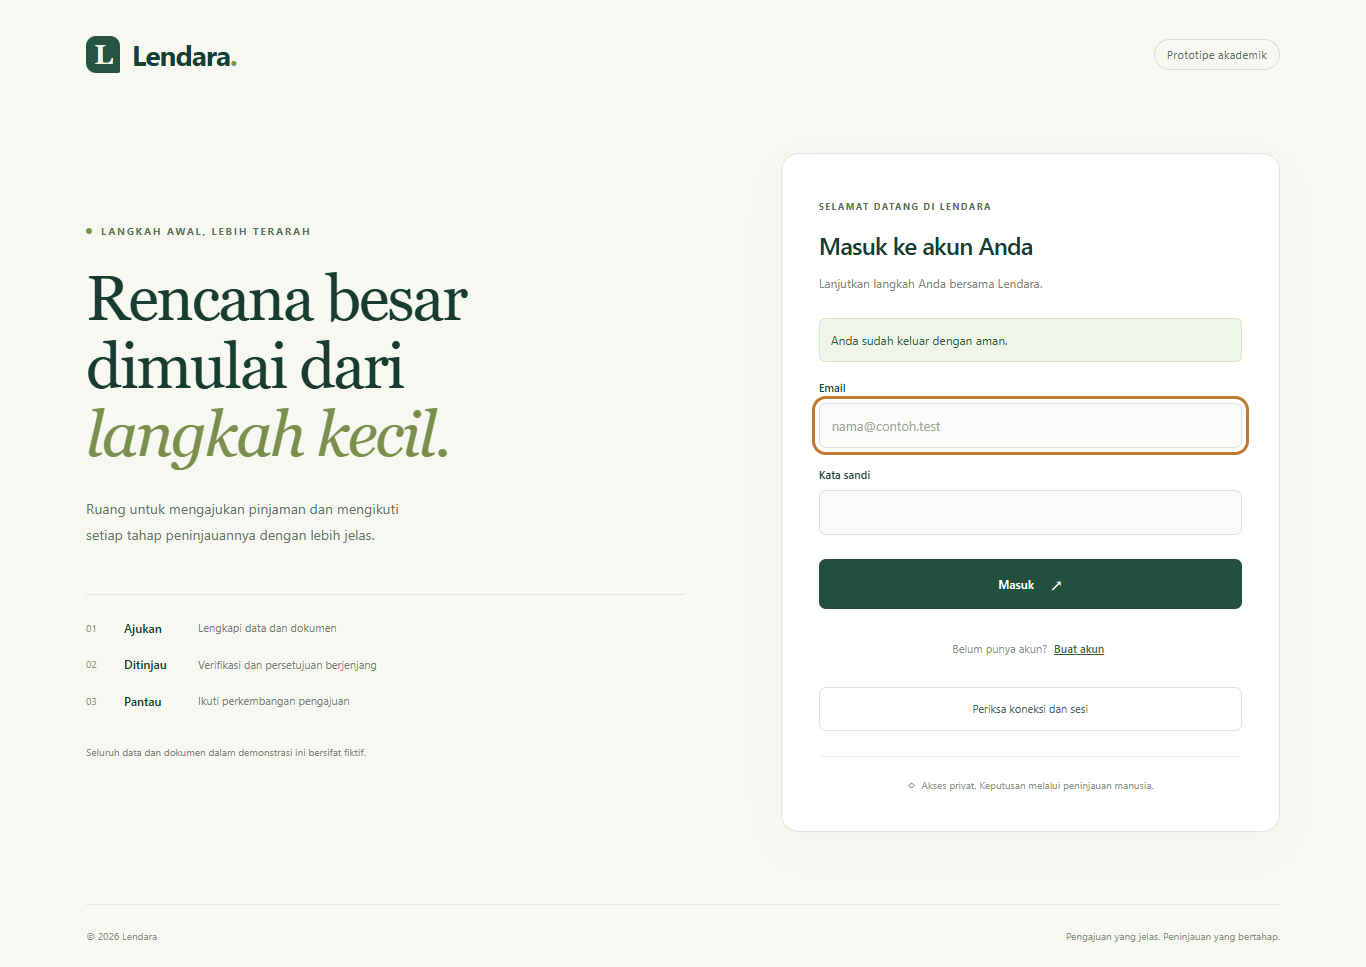 L Lendara.
Prototipe akademik
LANGKAH AWAL, LEBIH TERARAH
Rencana besar
dimulai dari
langkah kecil.
Ruang untuk mengajukan pinjaman dan mengikuti
setiap tahap peninjauannya dengan lebih jelas.
01 Ajukan Lengkapi data dan dokumen
02 Ditinjau Verifikasi dan persetujuan berjenjang
03 Pantau Ikuti perkembangan pengajuan
Seluruh data dan dokumen dalam demonstrasi ini bersifat fiktif.
SELAMAT DATANG DI LENDARA
Masuk ke akun Anda
Lanjutkan langkah Anda bersama Lendara.
Anda sudah keluar dengan aman.
Email
nama@contoh.test
Kata sandi
Masuk ↗
Belum punya akun? Buat akun
Periksa koneksi dan sesi
Akses privat. Keputusan melalui peninjauan manusia.
© 2026 Lendara
Pengajuan yang jelas. Peninjauan yang bertahap.